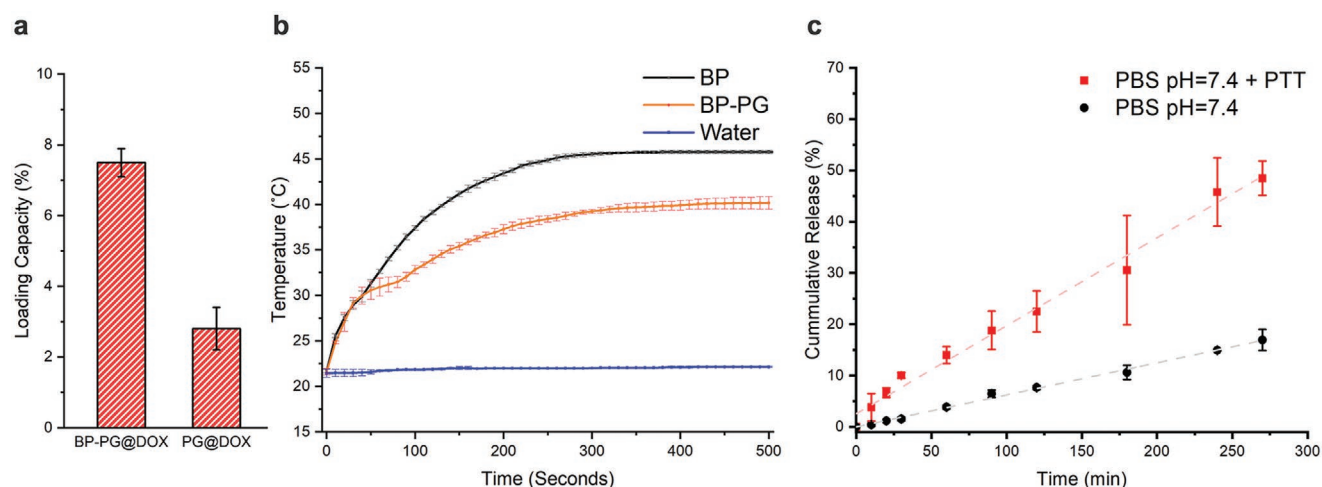 a
Loading Capacity (%)
10
8
6
4
2
0
BP-PG@DOX PG@DOX
b
Temperature (˚C)
55
50
45
40
35
30
25
20
15
BP
BP-PG
Water
0 100 200 300 400 500
Time (Seconds)
c
Cummulative Release (%)
70
60
50
40
30
20
10
0
PBS pH=7.4 + PTT
PBS pH=7.4
0 50 100 150 200 250 300
Time (min)